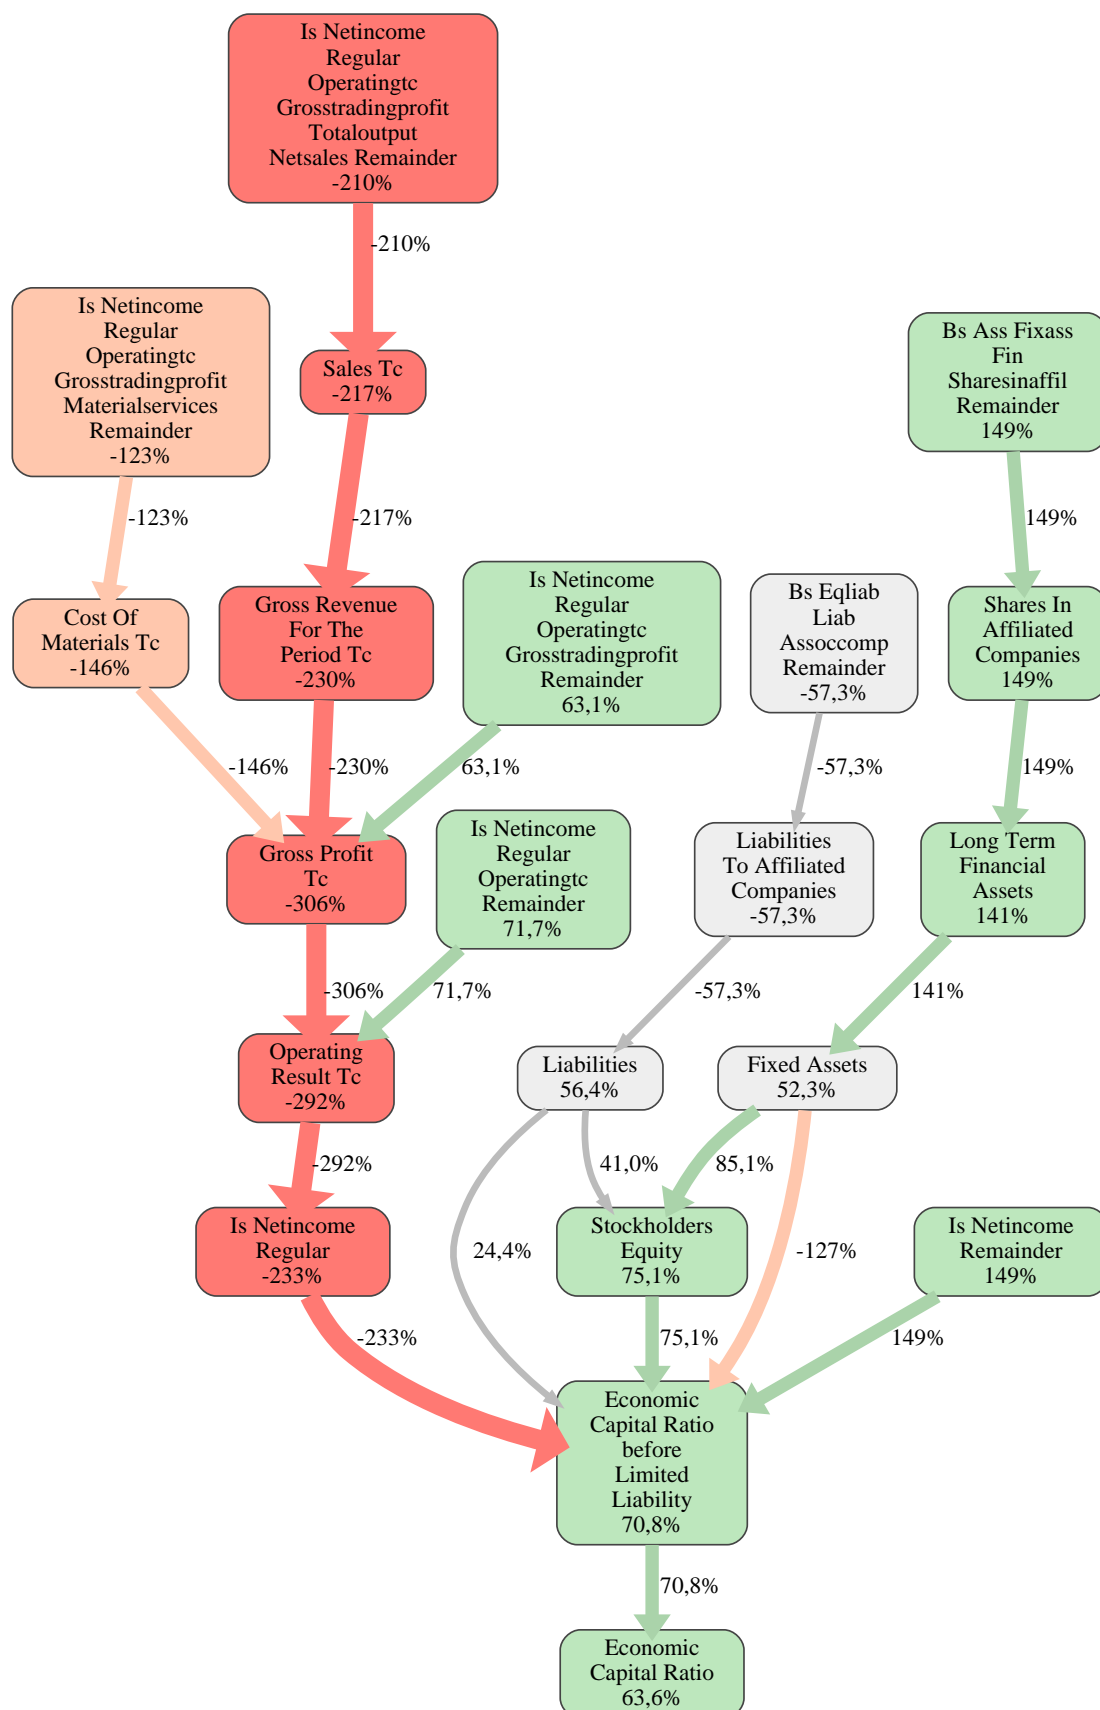 Is Netincome
Regular
Operatingtc
Grosstradingprofit
Totaloutput
Netsales Remainder
-210%
-210%
Is Netincome
Regular
Operatingtc
Grosstradingprofit
Materialservices
Remainder
-123%
Sales Tc
-217%
Bs Ass Fixass
Fin
Sharesinaffil
Remainder
149%
-123%
-217%
149%
Cost Of
Materials Tc
-146%
Gross Revenue
For The
Period Tc
-230%
Is Netincome
Regular
Operatingtc
Grosstradingprofit
Remainder
63,1%
Bs Eqliab
Liab
Assoccomp
Remainder
-57,3%
Shares In
Affiliated
Companies
149%
-146%
-230%
63,1%
-57,3%
149%
Gross Profit
Tc
-306%
Is Netincome
Regular
Operatingtc
Remainder
71,7%
Liabilities
To Affiliated
Companies
-57,3%
Long Term
Financial
Assets
141%
-306%
71,7%
-57,3%
141%
Operating
Result Tc
-292%
Liabilities
56,4%
Fixed Assets
52,3%
-292%
41,0%
85,1%
Is Netincome
Regular
-233%
24,4%
Stockholders
Equity
75,1%
-127%
Is Netincome
Remainder
149%
-233%
75,1%
149%
Economic
Capital Ratio
before
Limited
Liability
70,8%
70,8%
Economic
Capital Ratio
63,6%